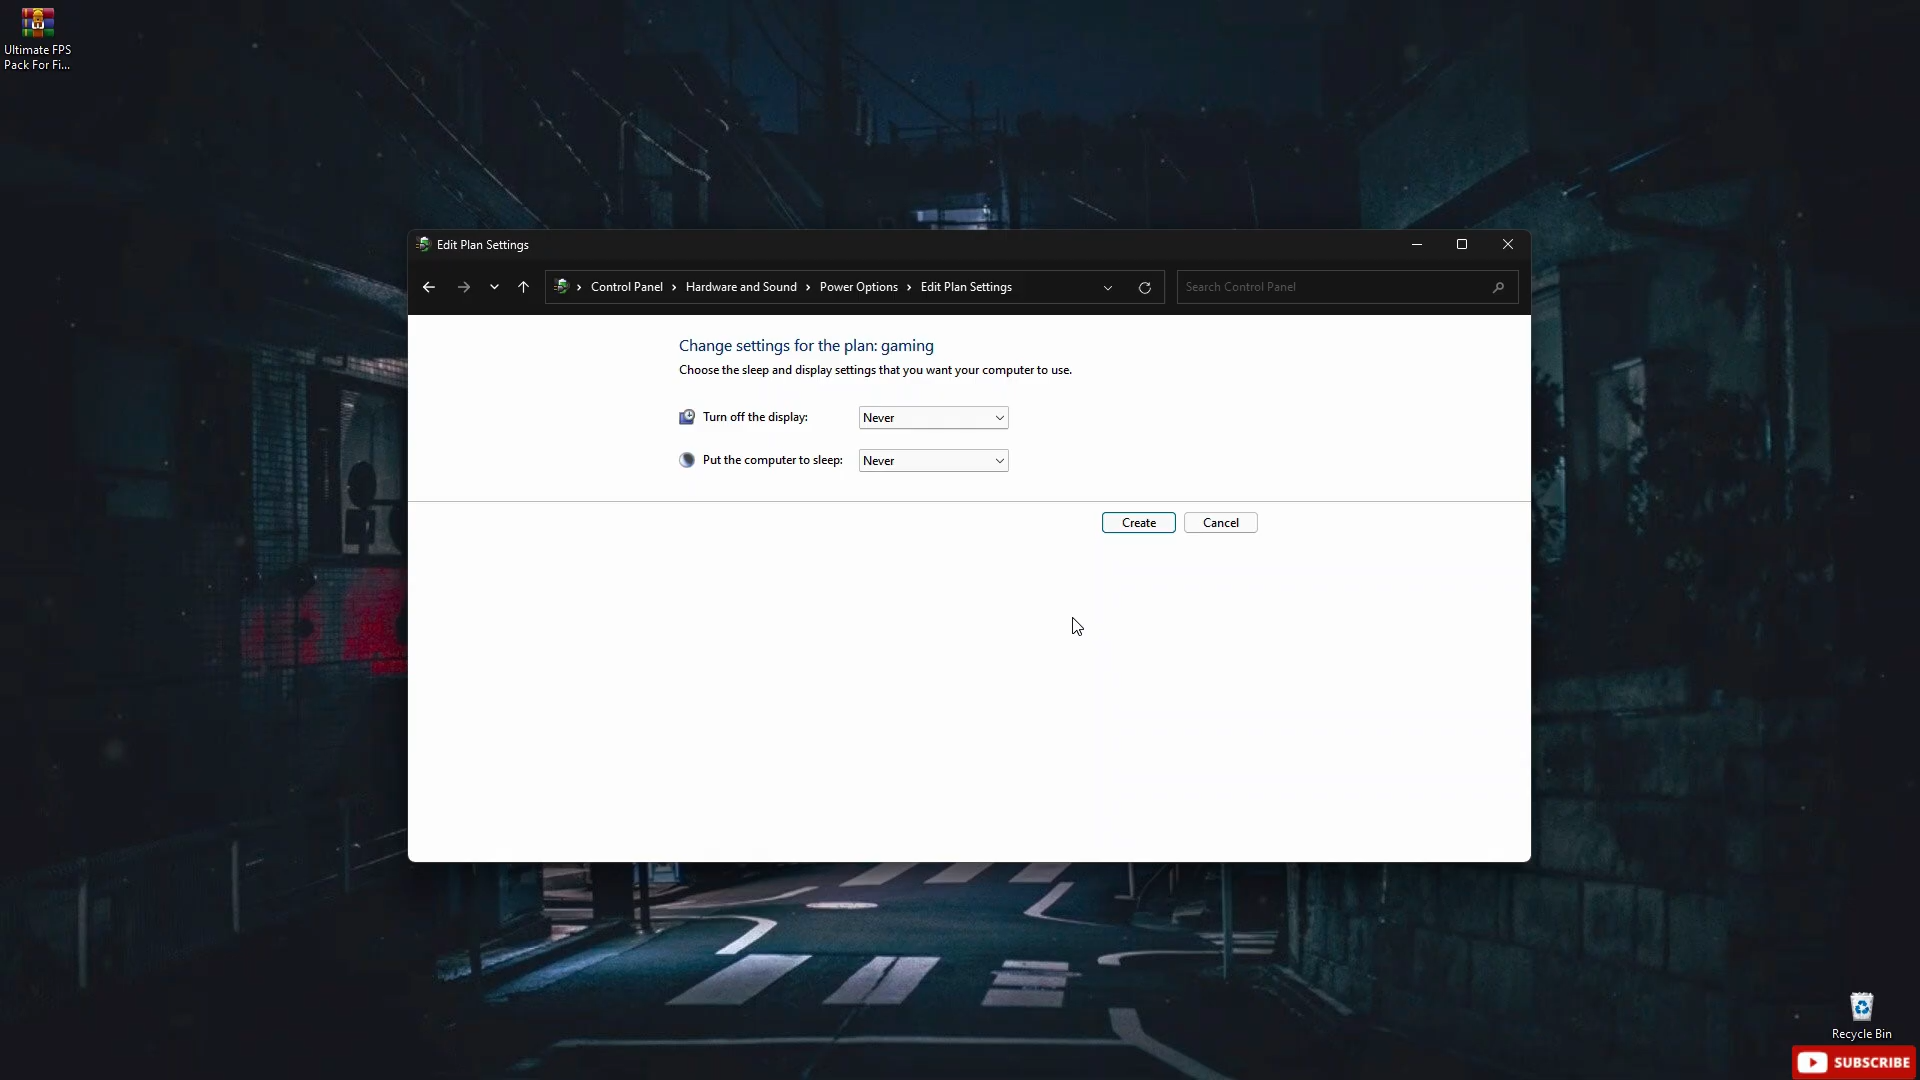 Ultimate FPS
Pack For Fi...
Edit Plan Settings
Control Panel
Hardware and Sound
Power Options
Edit Plan Settings
Search Control Panel
Change settings for the plan: gaming
Choose the sleep and display settings that you want your computer to use.
Turn off the display:
Never
Put the computer to sleep:
Never
Create
Cancel
Recycle Bin
SUBSCRIBE